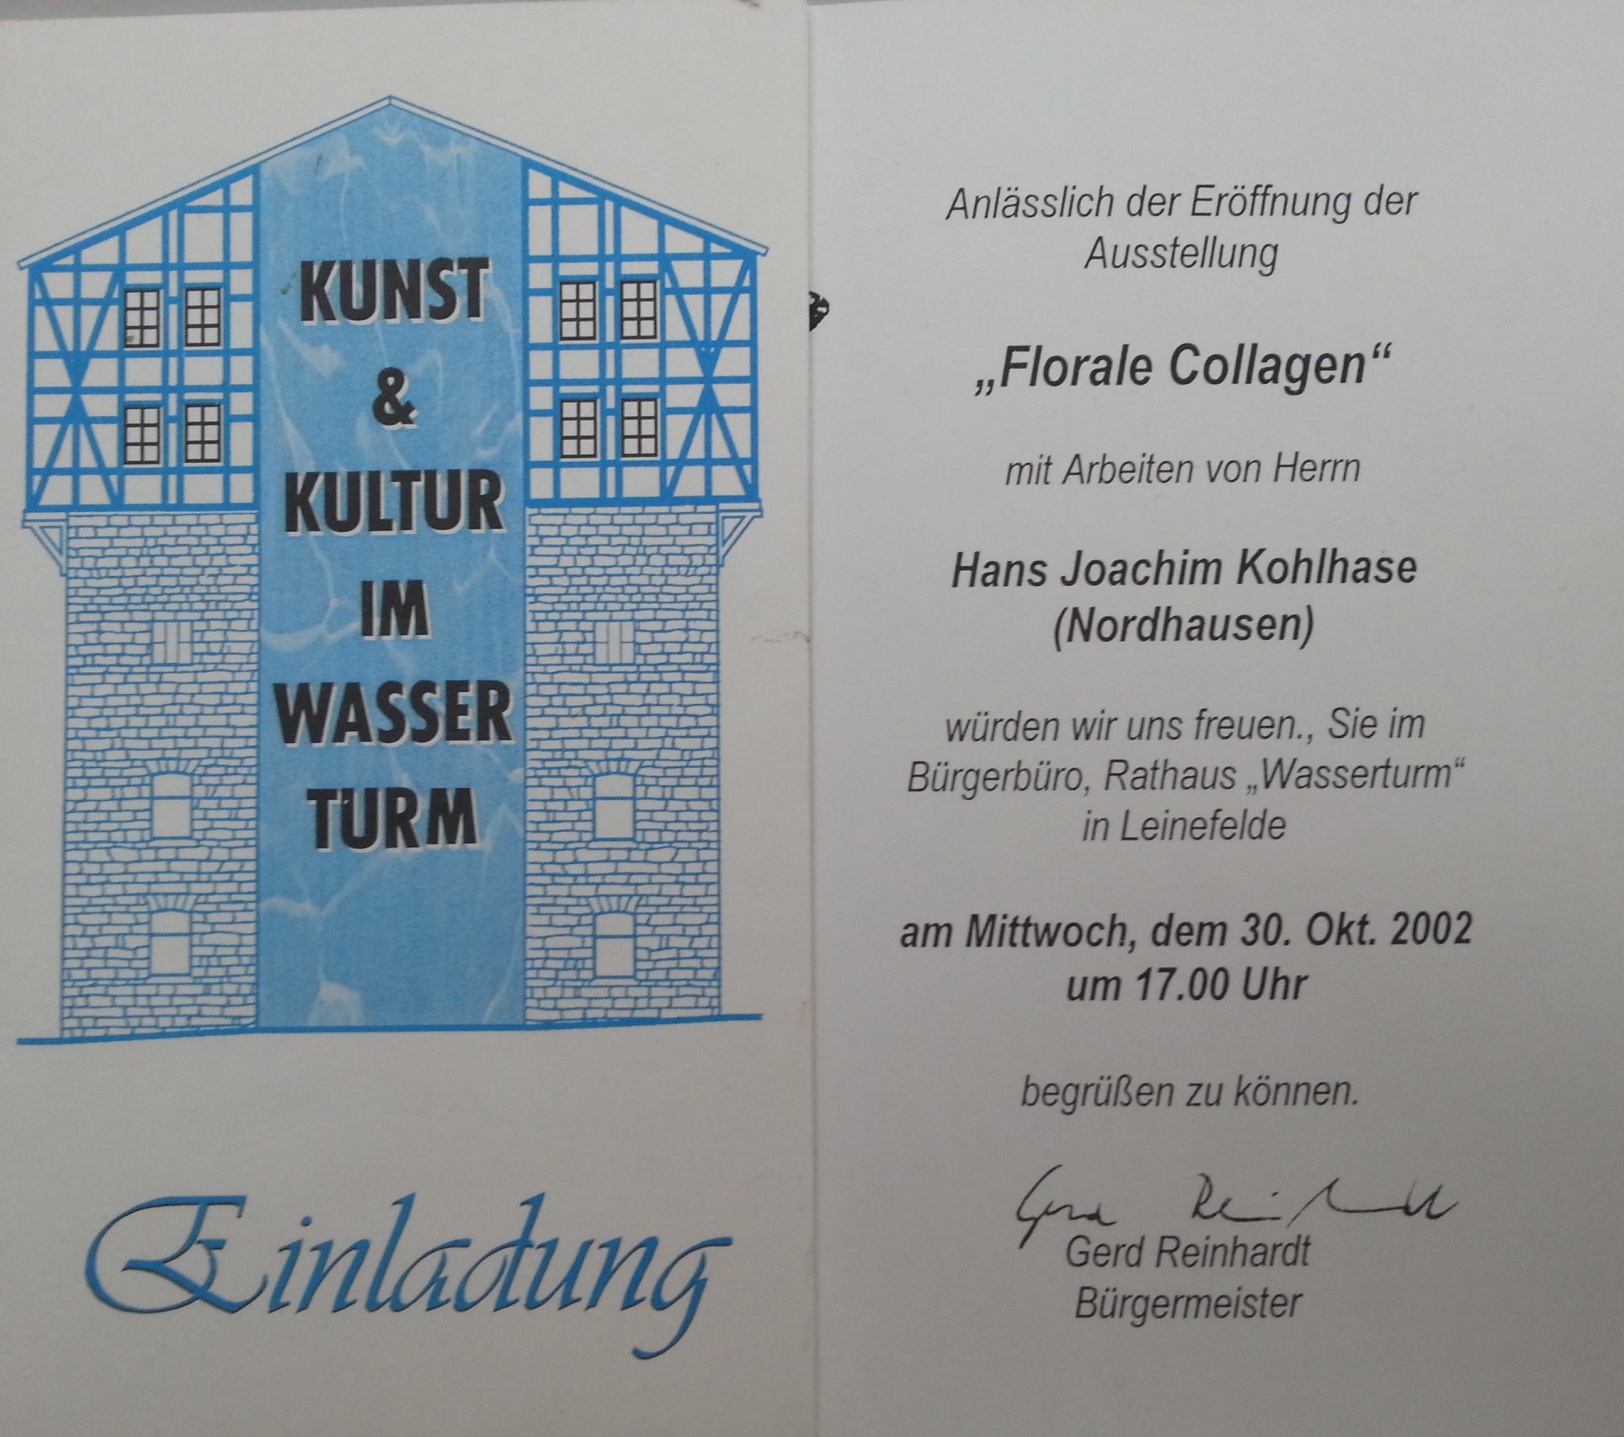 KUNST
&
KULTUR
IM
WASSER
TURM
Einladung
Anlässlich der Eröffnung der
Ausstellung
„Florale Collagen“
mit Arbeiten von Herrn
Hans Joachim Kohlhase
(Nordhausen)
würden wir uns freuen., Sie im
Bürgerbüro, Rathaus „Wasserturm“
in Leinefelde
am Mittwoch, dem 30. Okt. 2002
um 17.00 Uhr
begrüßen zu können.
Gerd Reinhardt
Gerd Reinhardt
Bürgermeister